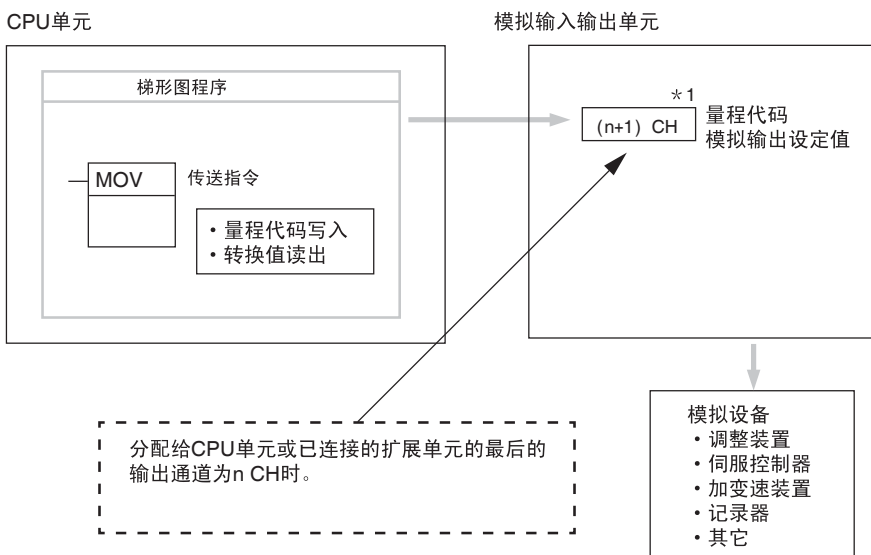 CPU单元
模拟输入输出单元
梯形图程序
＊1
(n+1) CH
量程代码
模拟输出设定值
MOV
传送指令
・量程代码写入
・转换值读出
分配给CPU单元或已连接的扩展单元的最后的
输出通道为n CH时。
模拟设备
・调整装置
・伺服控制器
・加变速装置
・记录器
・其它